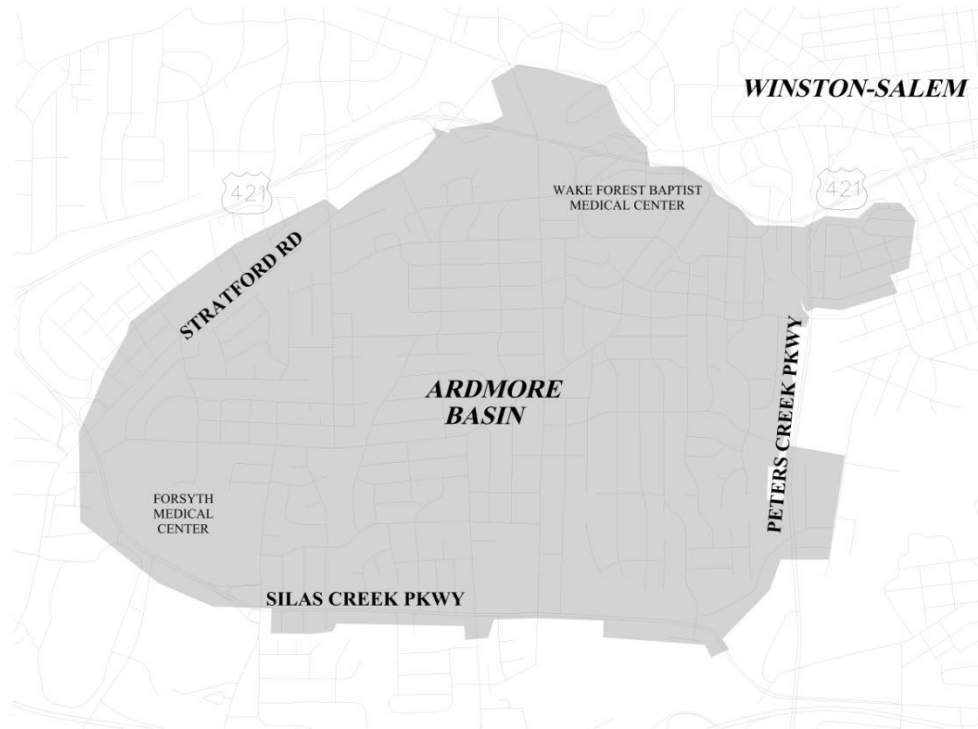 WINSTON-SALEM
421
WAKE FOREST BAPTIST
MEDICAL CENTER
421
STRATFORD RD
PETERS CREEK PKWY
ARDMORE
BASIN
FORSYTH
MEDICAL
CENTER
SILAS CREEK PKWY